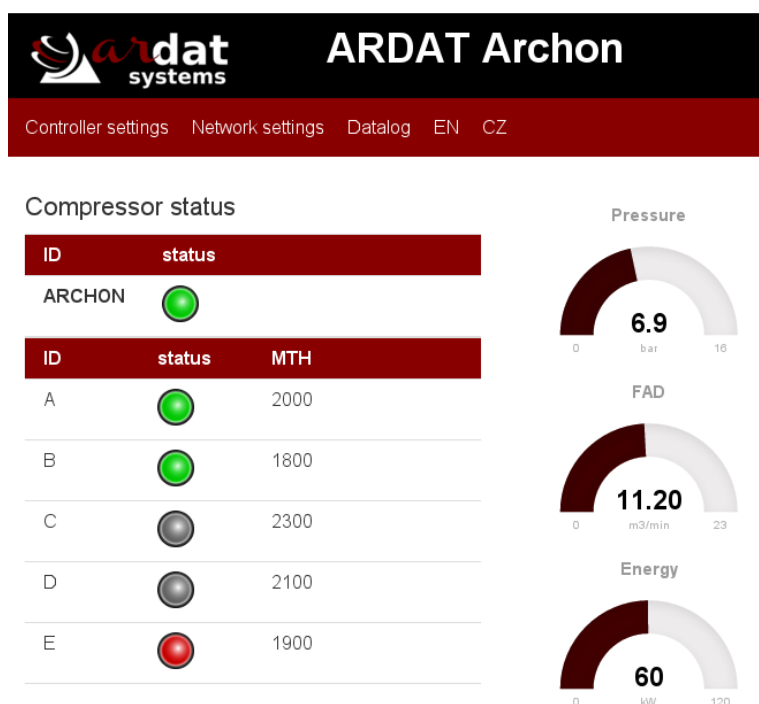 ardat
systems
ARDAT Archon
Controller settings Network settings Datalog EN CZ
Compressor status
ID status
ARCHON
ID status MTH
A 2000
B 1800
C 2300
D 2100
E 1900
Pressure
6.9
0 bar 16
FAD
11.20
0 m3/min 23
Energy
60
0 kW 120